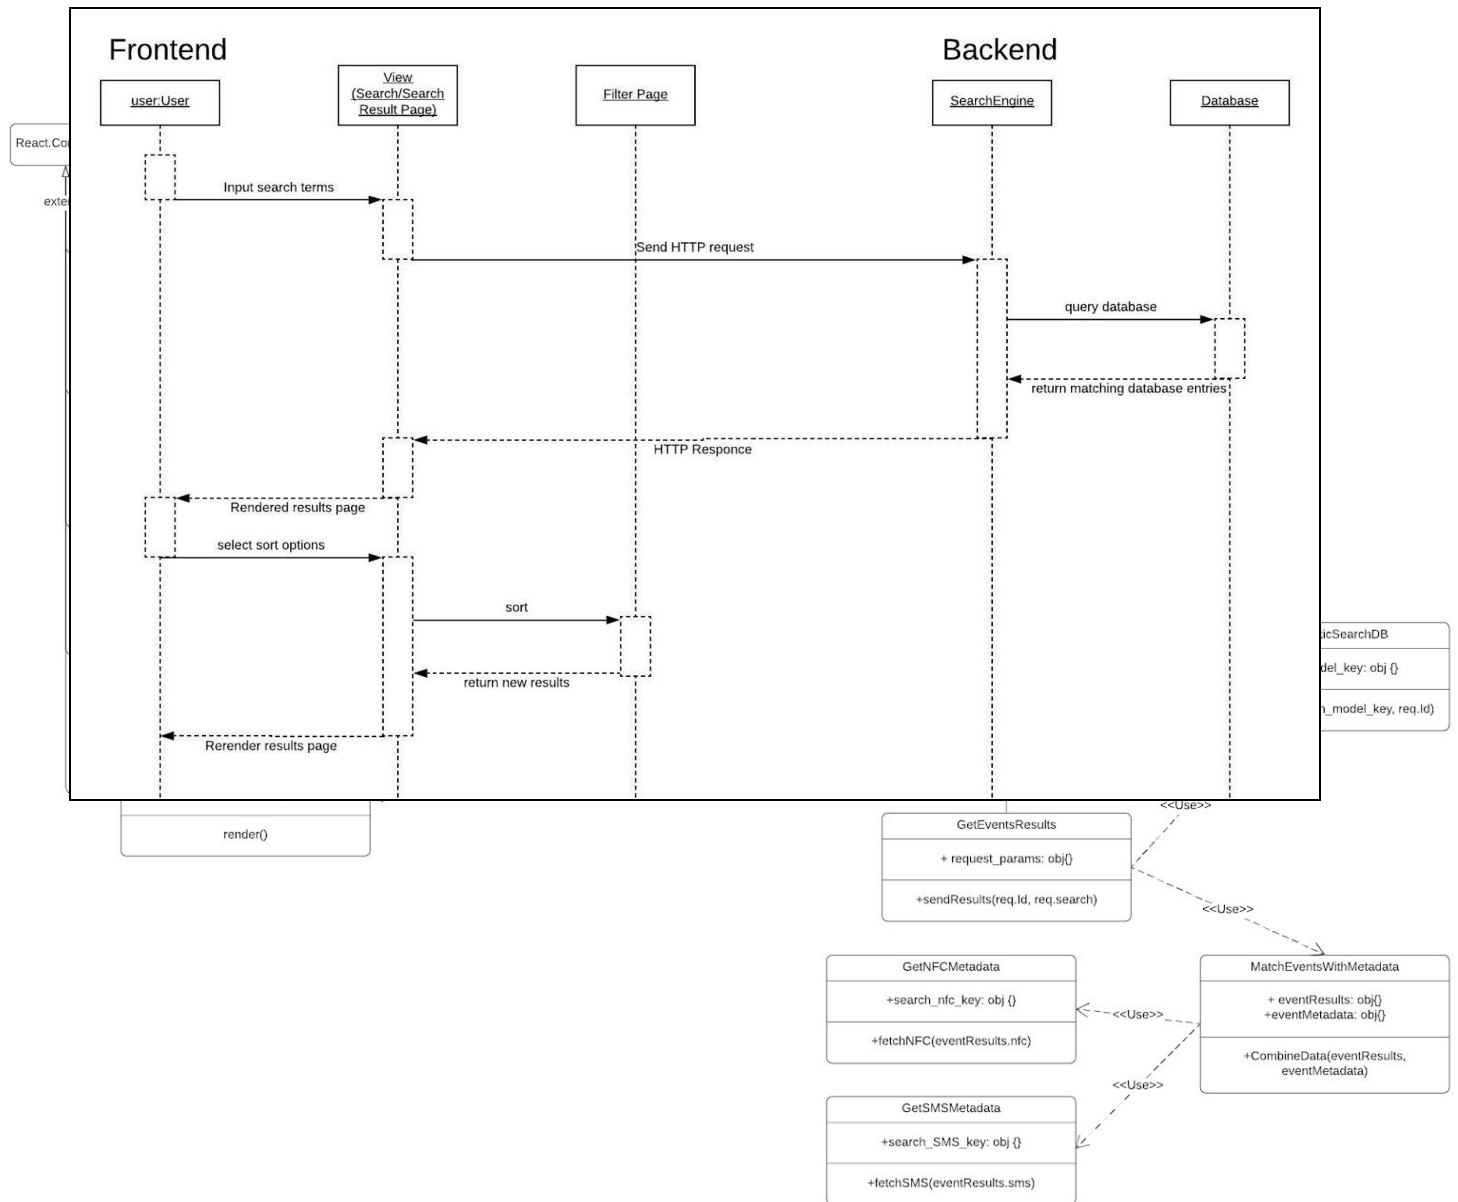 Frontend
Backend
user:User
View
(Search/Search
Result Page)
Filter Page
SearchEngine
Database
Input search terms
Send HTTP request
query database
return matching database entries
HTTP Responce
Rendered results page
select sort options
sort
return new results
Rerender results page
render()
<<Use>>
GetEventsResults
+ request_params: obj{}
+sendResults(req.Id, req.search)
<<Use>>
GetNFCMetadata
+search_nfc_key: obj {}
+fetchNFC(eventResults.nfc)
<<Use>>
MatchEventsWithMetadata
+ eventResults: obj{}
+eventMetadata: obj{}
+CombineData(eventResults,
eventMetadata)
<<Use>>
GetSMSMetadata
+search_SMS_key: obj {}
+fetchSMS(eventResults.sms)
React.Co
exte
icSearchDB
del_key: obj {}
_model_key, req.Id)